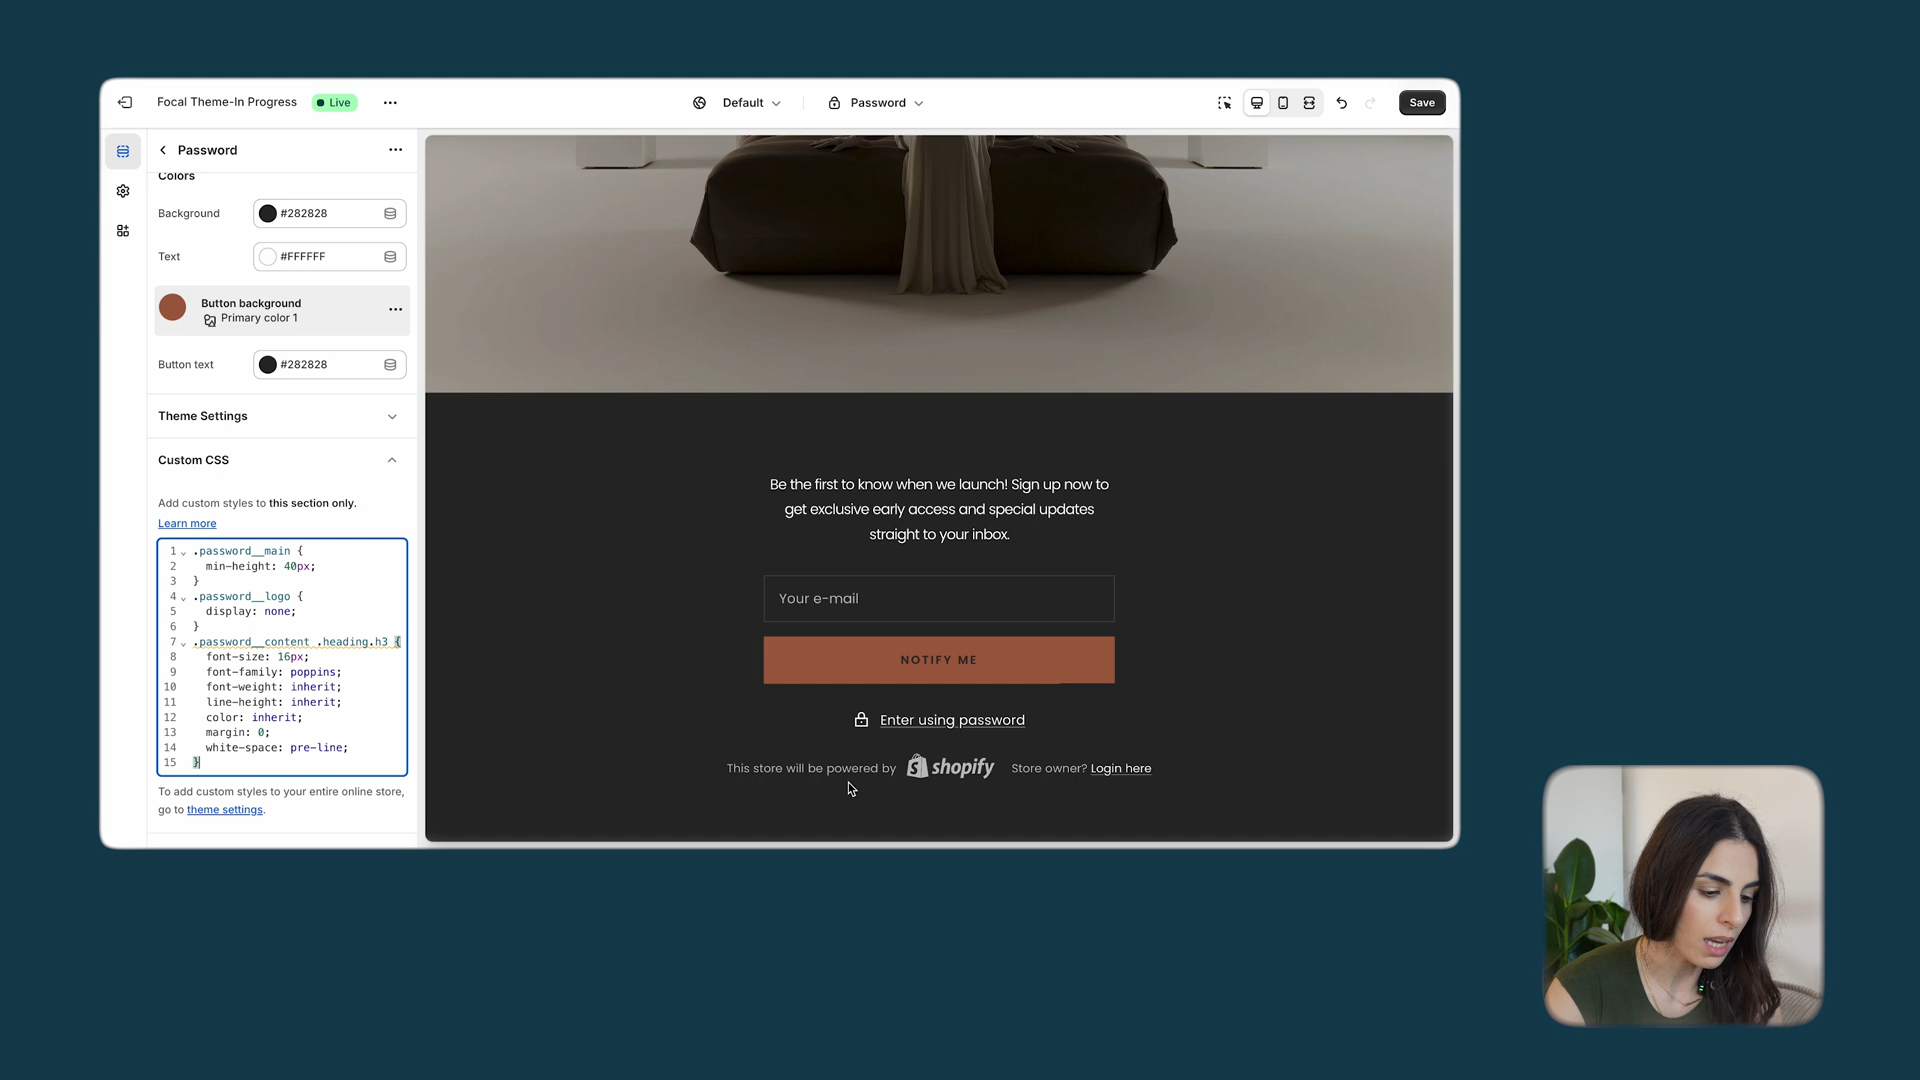 Focal Theme-In Progress
Live
Default
Password
Save
Password
Colors
Background
#282828
Text
#FFFFFF
Button background
Primary color 1
Button text
#282828
Theme Settings
Custom CSS
Add custom styles to this section only.
Learn more
1 .password__main {
2 min-height: 40px;
3 }
4 .password__logo {
5 display: none;
6 }
7 .password__content .heading.h3 {
8 font-size: 16px;
9 font-family: poppins;
10 font-weight: inherit;
11 line-height: inherit;
12 color: inherit;
13 margin: 0;
14 white-space: pre-line;
15 }
To add custom styles to your entire online store,
go to theme settings.
Be the first to know when we launch! Sign up now to
get exclusive early access and special updates
straight to your inbox.
Your e-mail
NOTIFY ME
Enter using password
This store will be powered by shopify Store owner? Login here